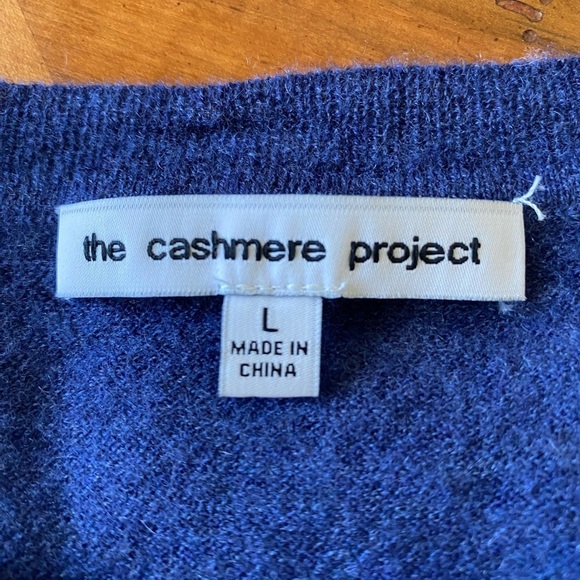 the cashmere project
L
MADE IN
CHINA